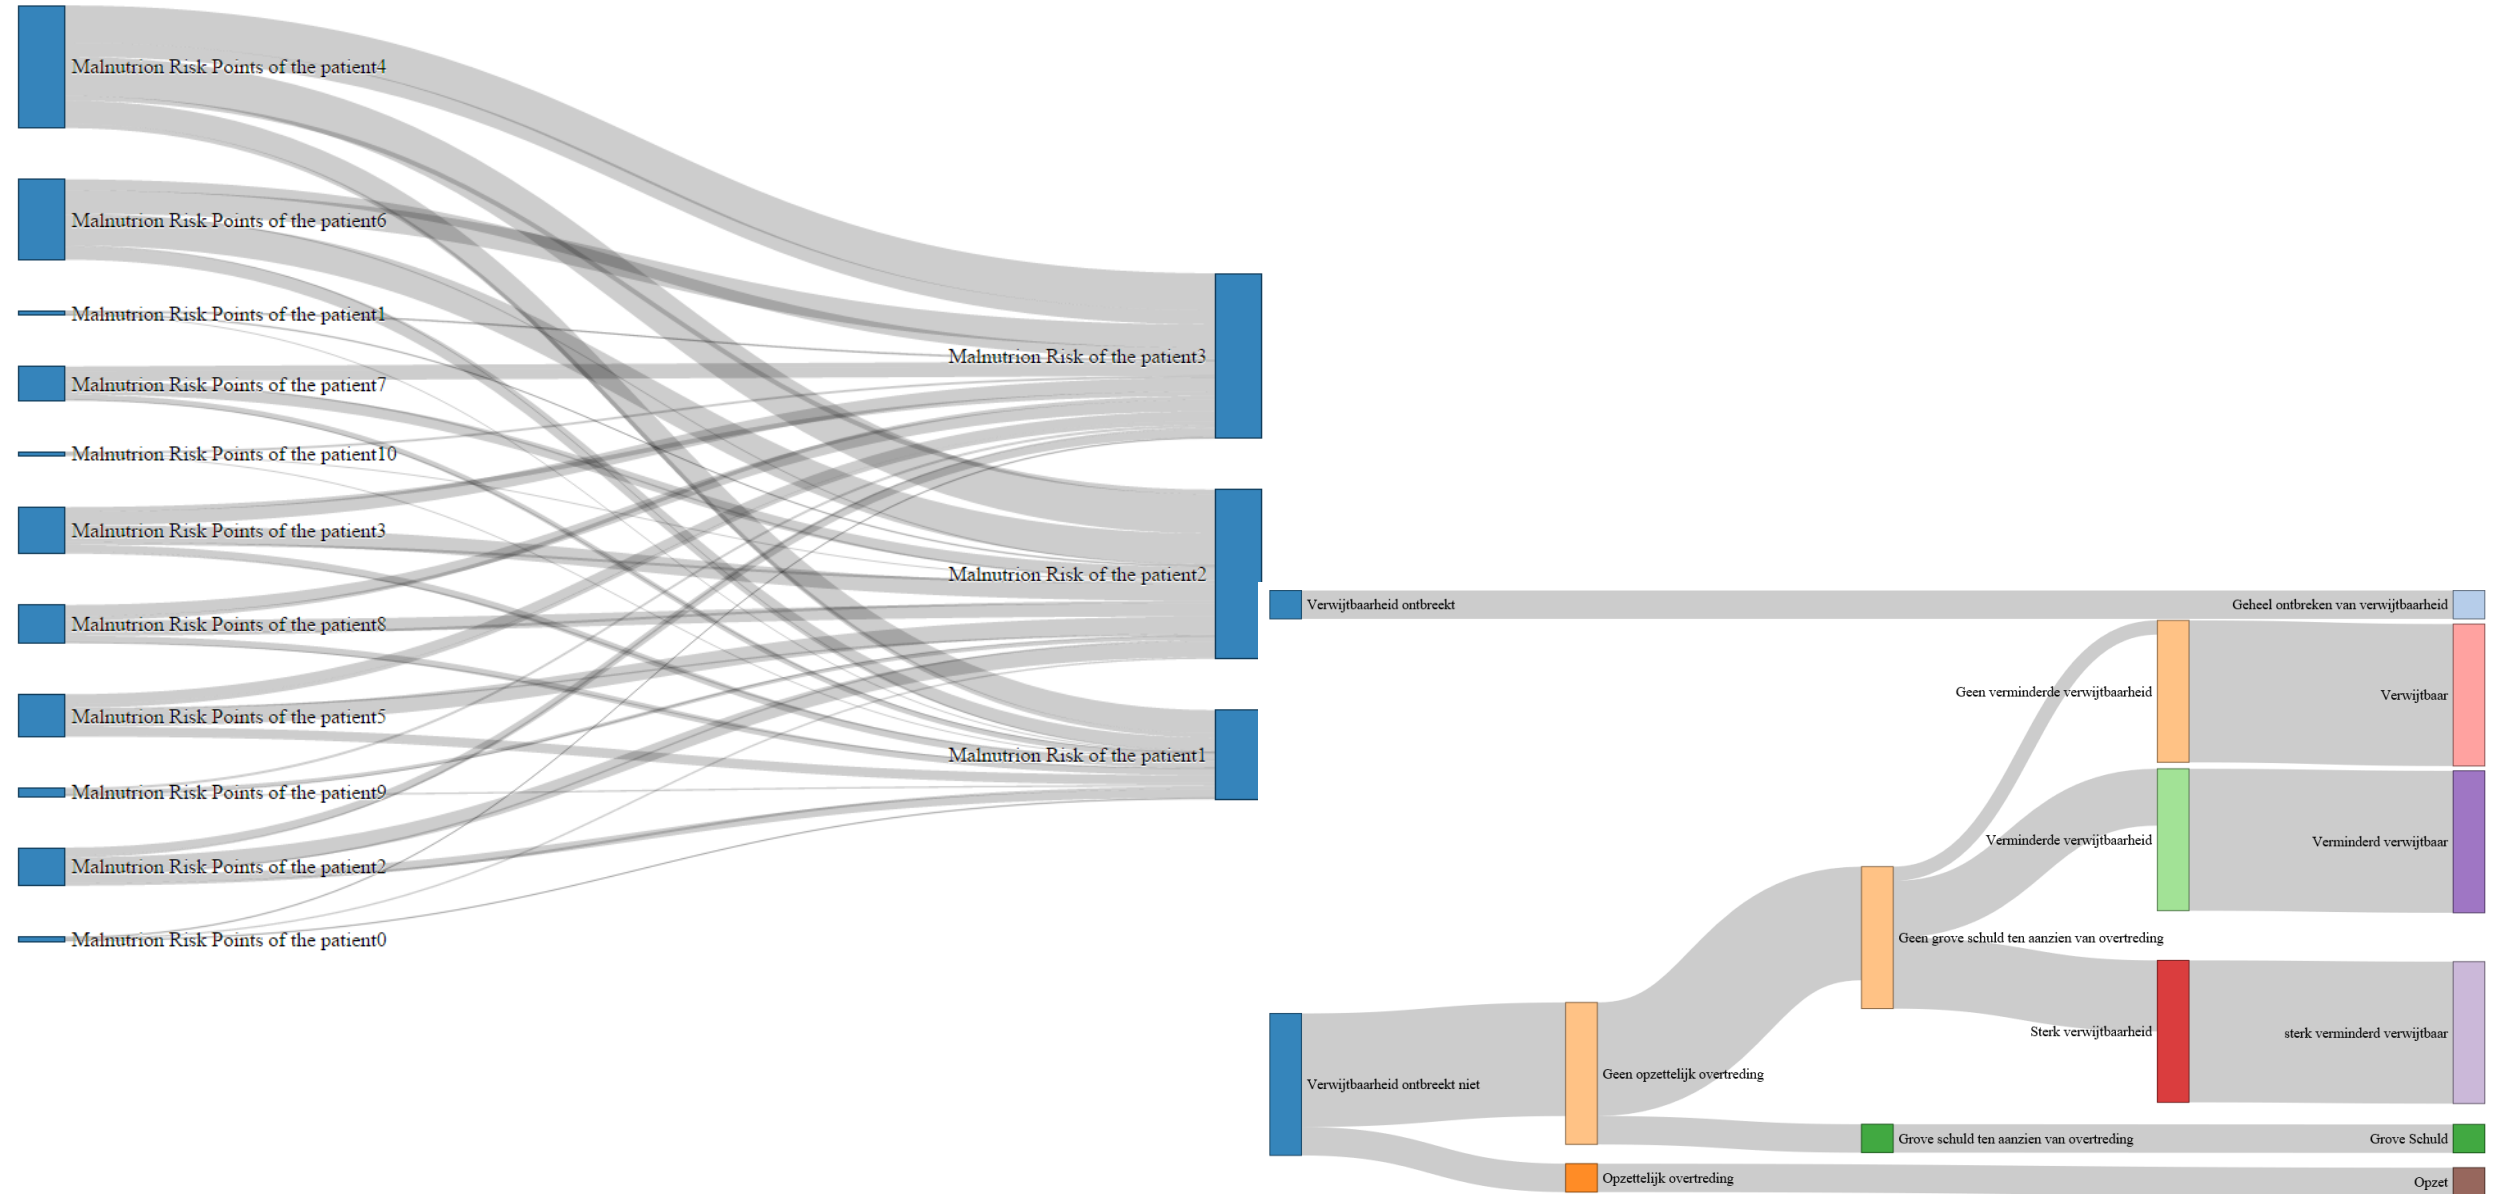 Malnutrion Risk Points of the patient4
Malnutrion Risk Points of the patient6
Malnutrion Risk Points of the patient1
Malnutrion Risk Points of the patient7
Malnutrion Risk Points of the patient10
Malnutrion Risk Points of the patient3
Malnutrion Risk Points of the patient8
Malnutrion Risk Points of the patient5
Malnutrion Risk Points of the patient9
Malnutrion Risk Points of the patient2
Malnutrion Risk Points of the patient0
Malnutrion Risk of the patient3
Malnutrion Risk of the patient2
Malnutrion Risk of the patient1
Verwijtbaarheid ontbreekt
Geheel ontbreken van verwijtbaarheid
Geen verminderde verwijtbaarheid
Verwijtbaar
Verminderde verwijtbaarheid
Verminderd verwijtbaar
Geen grove schuld ten aanzien van overtreding
Sterk verwijtbaarheid
sterk verminderd verwijtbaar
Geen opzettelijk overtreding
Verwijtbaarheid ontbreekt niet
Grove schuld ten aanzien van overtreding
Grove Schuld
Opzettelijk overtreding
Opzet